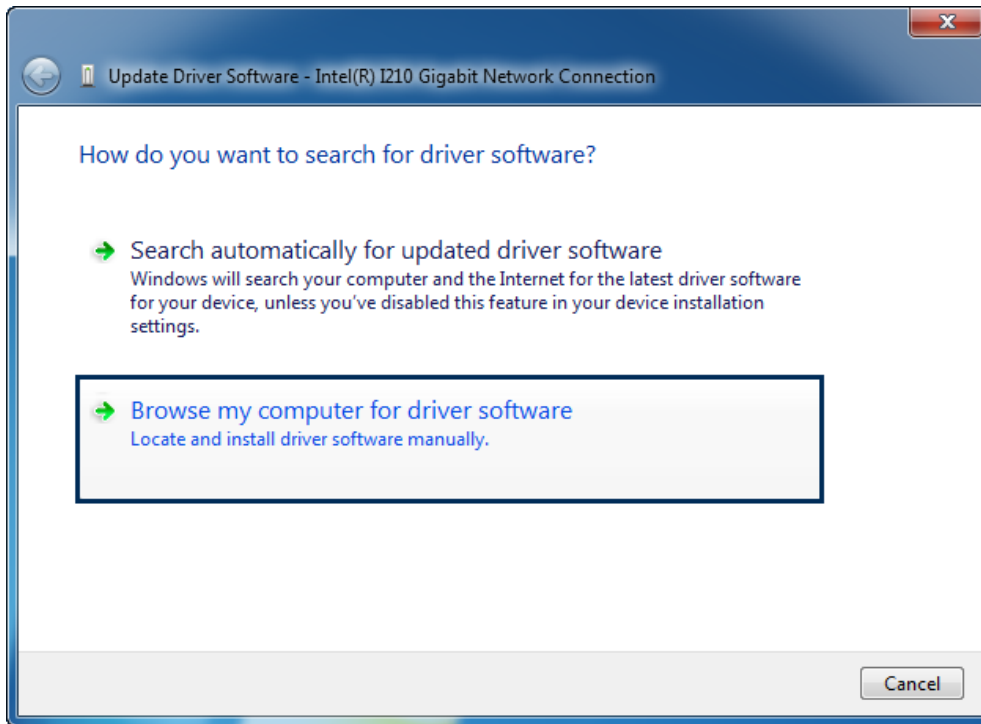 Update Driver Software - Intel(R) I210 Gigabit Network Connection
How do you want to search for driver software?
Search automatically for updated driver software
Windows will search your computer and the Internet for the latest driver software
for your device, unless you've disabled this feature in your device installation
settings.
Browse my computer for driver software
Locate and install driver software manually.
Cancel